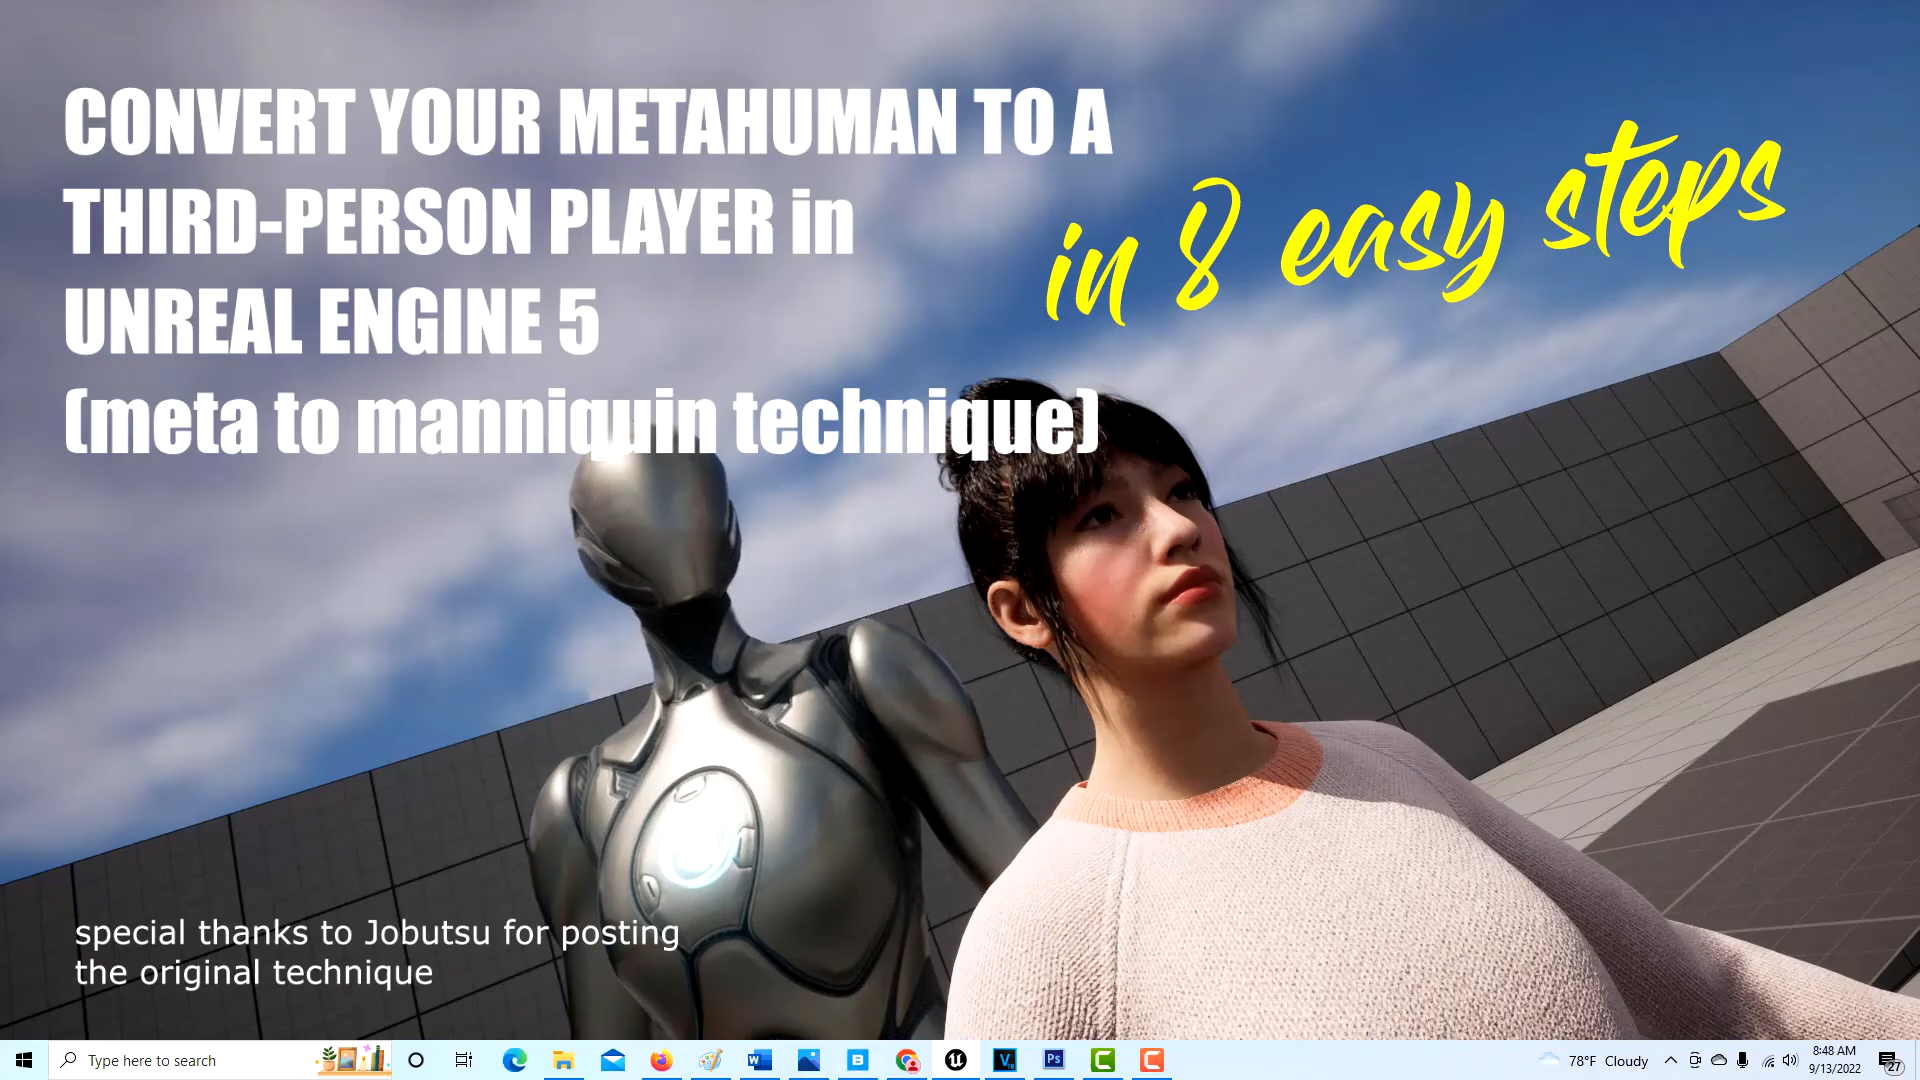 CONVERT YOUR METAHUMAN TO A
THIRD-PERSON PLAYER in
UNREAL ENGINE 5
(meta to manniquin technique)
in 8 easy steps
special thanks to Jobutsu for posting
the original technique
Type here to search
78°F Cloudy
8:48 AM
9/13/2022
27